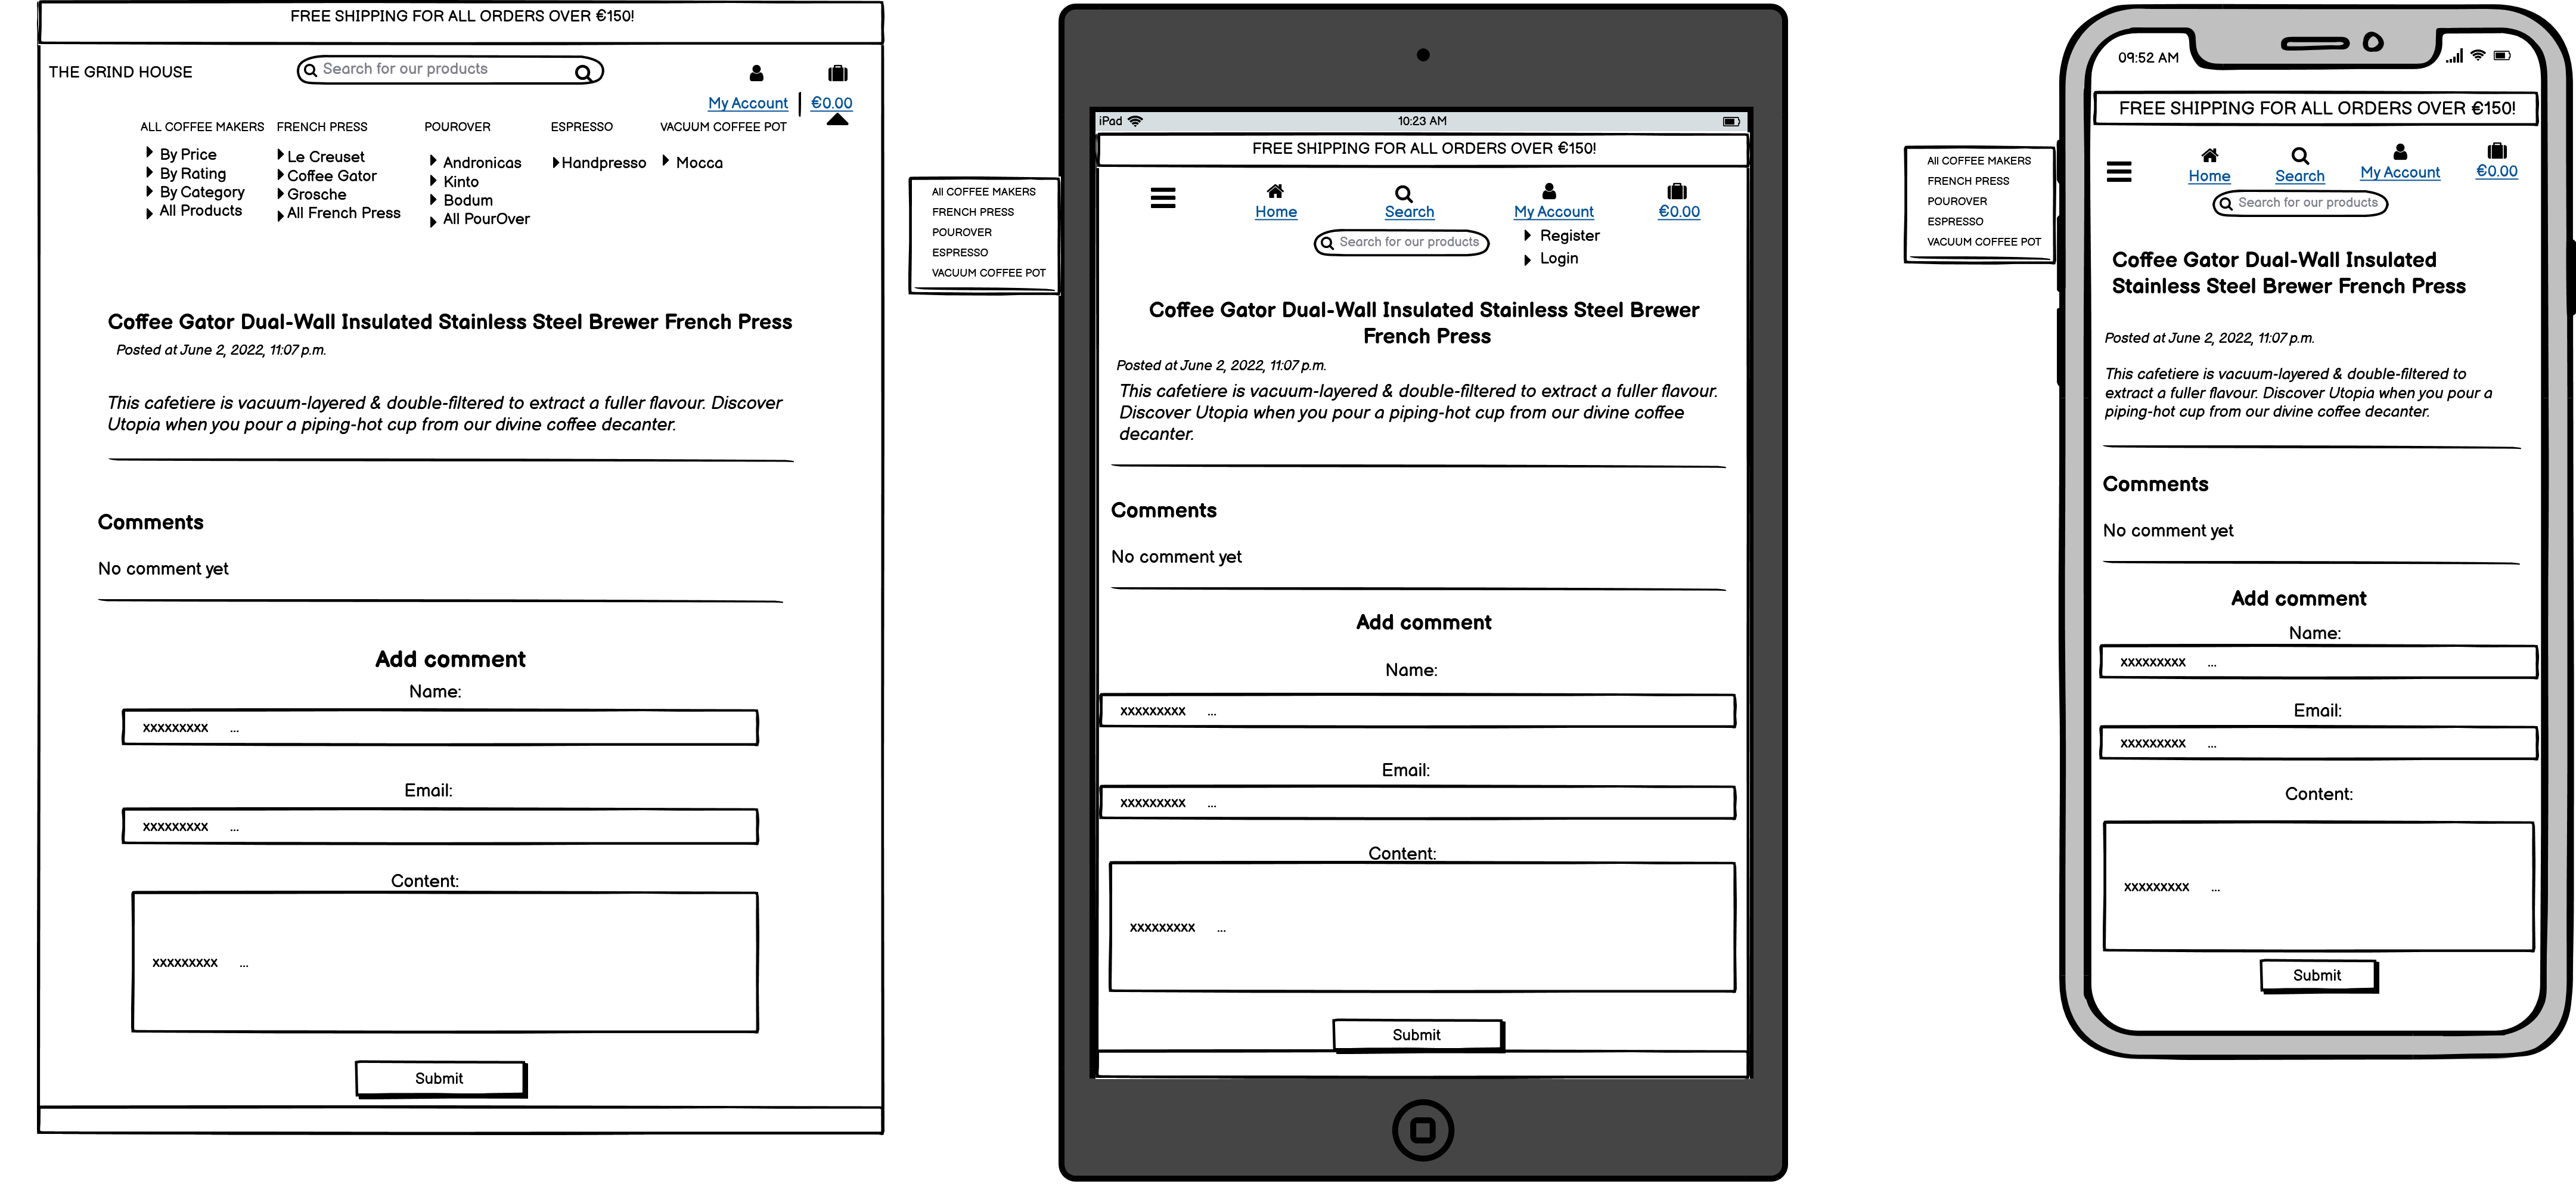 FREE SHIPPING FOR ALL ORDERS OVER €150!
THE GRIND HOUSE
Search for our products
My Account
€0.00
ALL COFFEE MAKERS
By Price
By Rating
By Category
All Products
FRENCH PRESS
Le Creuset
Coffee Gator
Grosche
All French Press
POUROVER
Andronicas
Kinto
Bodum
All PourOver
ESPRESSO
Handpresso
VACUUM COFFEE POT
Mocca
Coffee Gator Dual-Wall Insulated Stainless Steel Brewer French Press
Posted at June 2, 2022, 11:07 p.m.
This cafetiere is vacuum-layered & double-filtered to extract a fuller flavour. Discover
Utopia when you pour a piping-hot cup from our divine coffee decanter.
Comments
No comment yet
Add comment
Name:
xxxxxxxxx ...
Email:
xxxxxxxxx ...
Content:
xxxxxxxxx ...
Submit
All COFFEE MAKERS
FRENCH PRESS
POUROVER
ESPRESSO
VACUUM COFFEE POT
iPad
10:23 AM
FREE SHIPPING FOR ALL ORDERS OVER €150!
Home
Search
My Account
€0.00
Search for our products
Register
Login
Coffee Gator Dual-Wall Insulated Stainless Steel Brewer
French Press
Posted at June 2, 2022, 11:07 p.m.
This cafetiere is vacuum-layered & double-filtered to extract a fuller flavour.
Discover Utopia when you pour a piping-hot cup from our divine coffee
decanter.
Comments
No comment yet
Add comment
Name:
xxxxxxxxx ...
Email:
xxxxxxxxx ...
Content:
xxxxxxxxx ...
Submit
All COFFEE MAKERS
FRENCH PRESS
POUROVER
ESPRESSO
VACUUM COFFEE POT
09:52 AM
FREE SHIPPING FOR ALL ORDERS OVER €150!
Home
Search
My Account
€0.00
Search for our products
Coffee Gator Dual-Wall Insulated
Stainless Steel Brewer French Press
Posted at June 2, 2022, 11:07 p.m.
This cafetiere is vacuum-layered & double-filtered to
extract a fuller flavour. Discover Utopia when you pour a
piping-hot cup from our divine coffee decanter.
Comments
No comment yet
Add comment
Name:
xxxxxxxxx ...
Email:
xxxxxxxxx ...
Content:
xxxxxxxxx ...
Submit